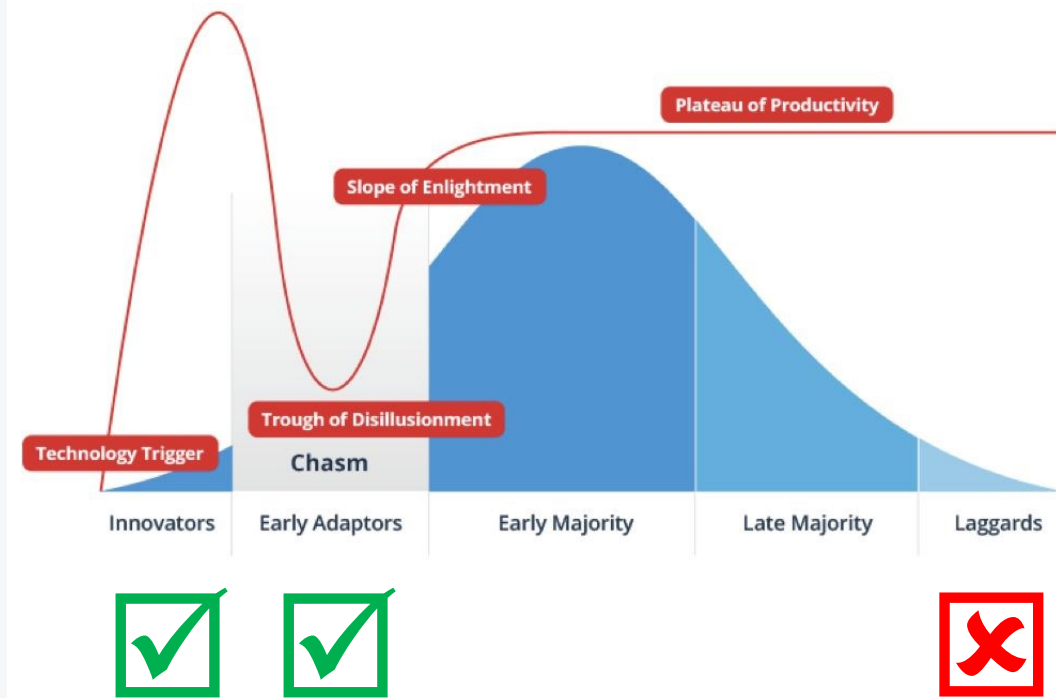 Plateau of Productivity
Slope of Enlightment
Trough of Disillusionment
Technology Trigger
Chasm
Innovators
Early Adaptors
Early Majority
Late Majority
Laggards